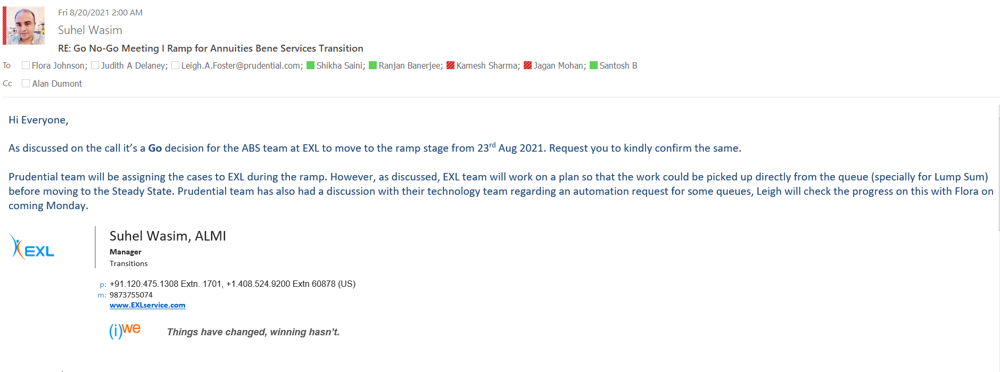 Fri 8/20/2021 2:00 AM
Suhel Wasim
RE: Go No-Go Meeting I Ramp for Annuities Bene Services Transition
To Flora Johnson; Judith A Delaney; Leigh.A.Foster@prudential.com; Shikha Saini; Ranjan Banerjee; Kamesh Sharma; Jagan Mohan; Santosh B
Cc Alan Dumont
Hi Everyone,
As discussed on the call it’s a Go decision for the ABS team at EXL to move to the ramp stage from 23rd Aug 2021. Request you to kindly confirm the same.
Prudential team will be assigning the cases to EXL during the ramp. However, as discussed, EXL team will work on a plan so that the work could be picked up directly from the queue (specially for Lump Sum)
before moving to the Steady State. Prudential team has also had a discussion with their technology team regarding an automation request for some queues, Leigh will check the progress on this with Flora on
coming Monday.
EXL
Suhel Wasim, ALMI
Manager
Transitions
p: +91.120.475.1308 Extn. 1701, +1.408.524.9200 Extn 60878 (US)
m: 9873755074
www.EXLservice.com
(i)we Things have changed, winning hasn’t.